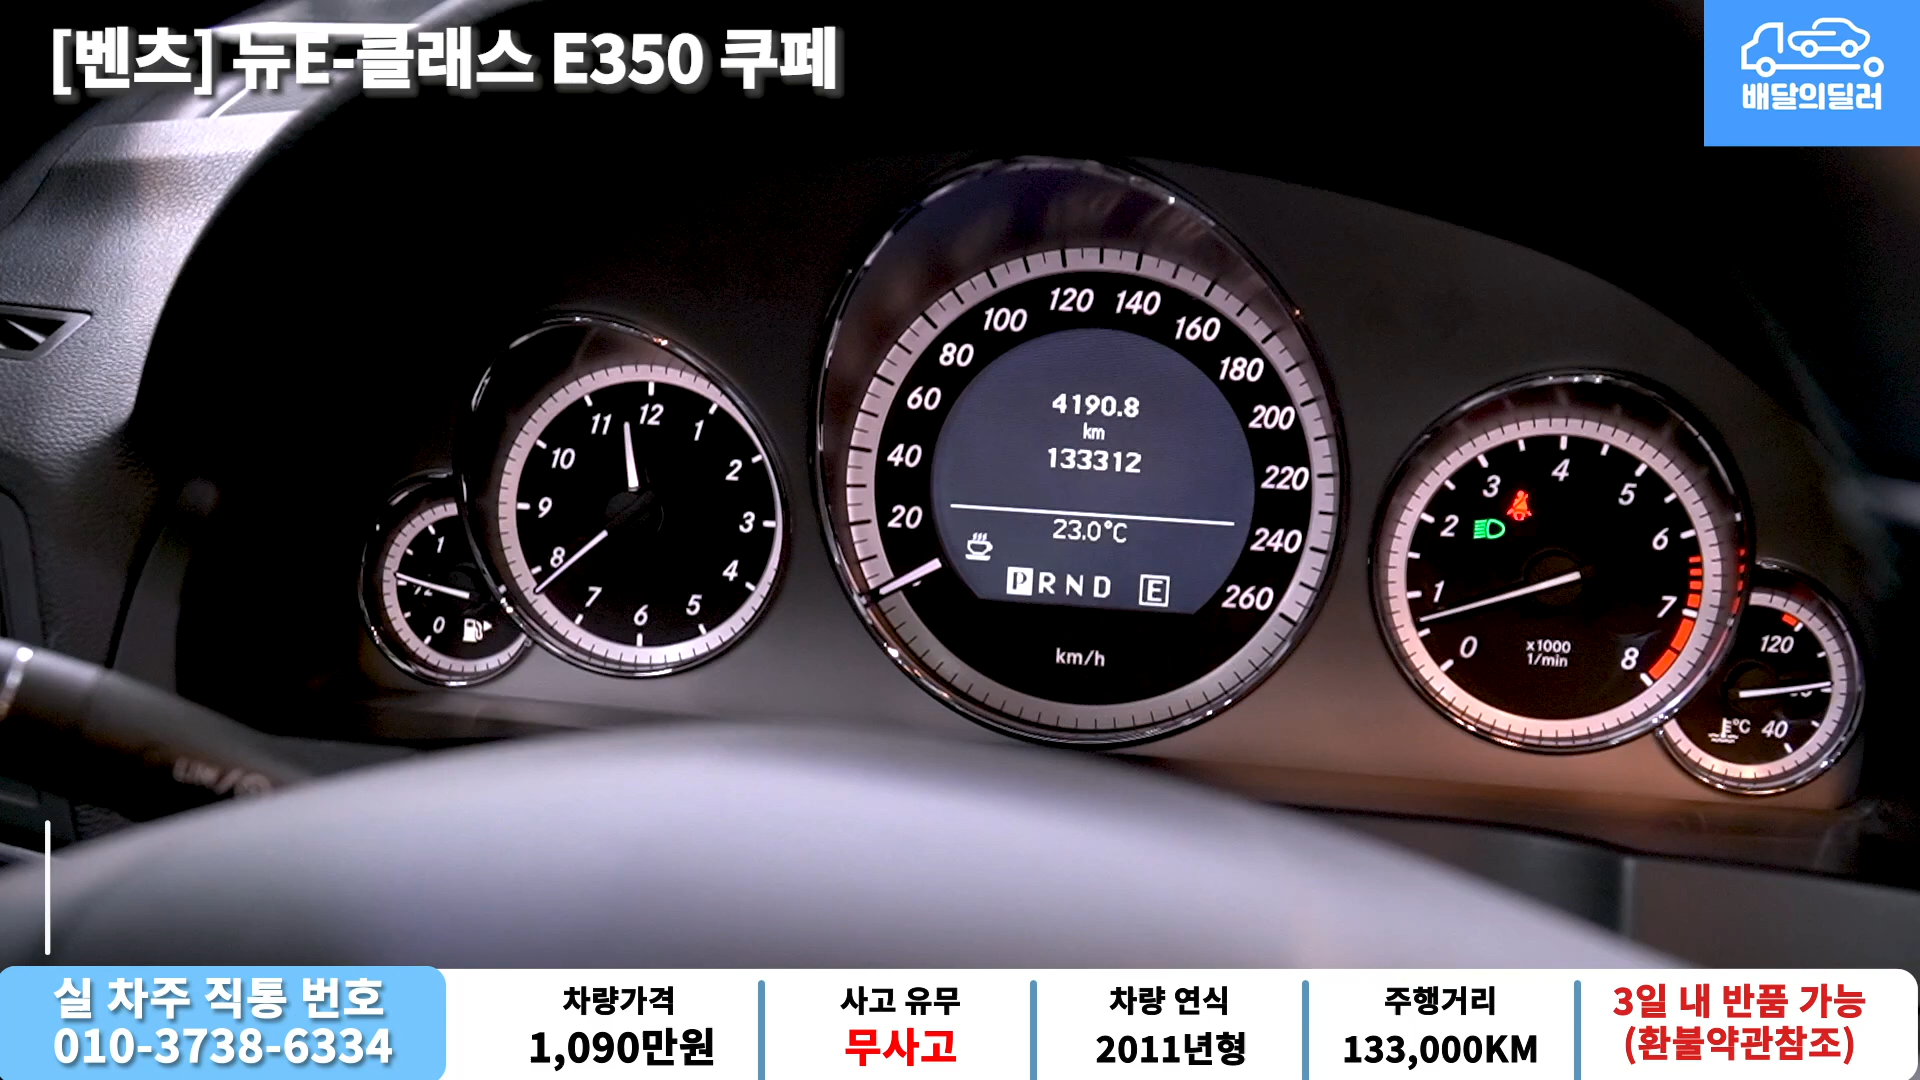 [벤츠] 뉴E-클래스 E350 쿠페
배달의딜러
120 140
100 160
80 180
60 200
40 220
20 240
260
4190.8
km
133312
23.0°C
P R N D E
km/h
11 12 1
10 2
9 3
8 4
7 6 5
1
1/2
0
3 4 5
2 6
1 7
0 8
x1000
1/min
120
°C 40
실 차주 직통 번호
010-3738-6334
차량가격
1,090만원
사고 유무
무사고
차량 연식
2011년형
주행거리
133,000KM
3일 내 반품 가능
(환불약관참조)